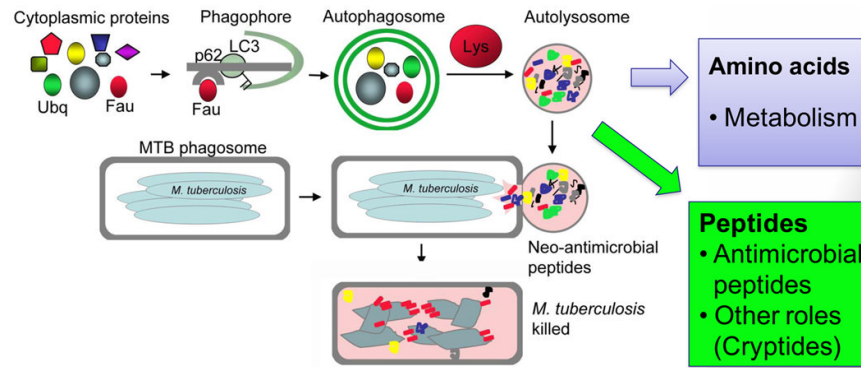 Cytoplasmic proteins
Phagophore
Autophagosome
Autolysosome
p62
LC3
Lys
Ubq
Fau
Fau
Amino acids
• Metabolism
MTB phagosome
M. tuberculosis
M. tuberculosis
Neo-antimicrobial
peptides
Peptides
• Antimicrobial
peptides
• Other roles
(Cryptides)
M. tuberculosis
killed